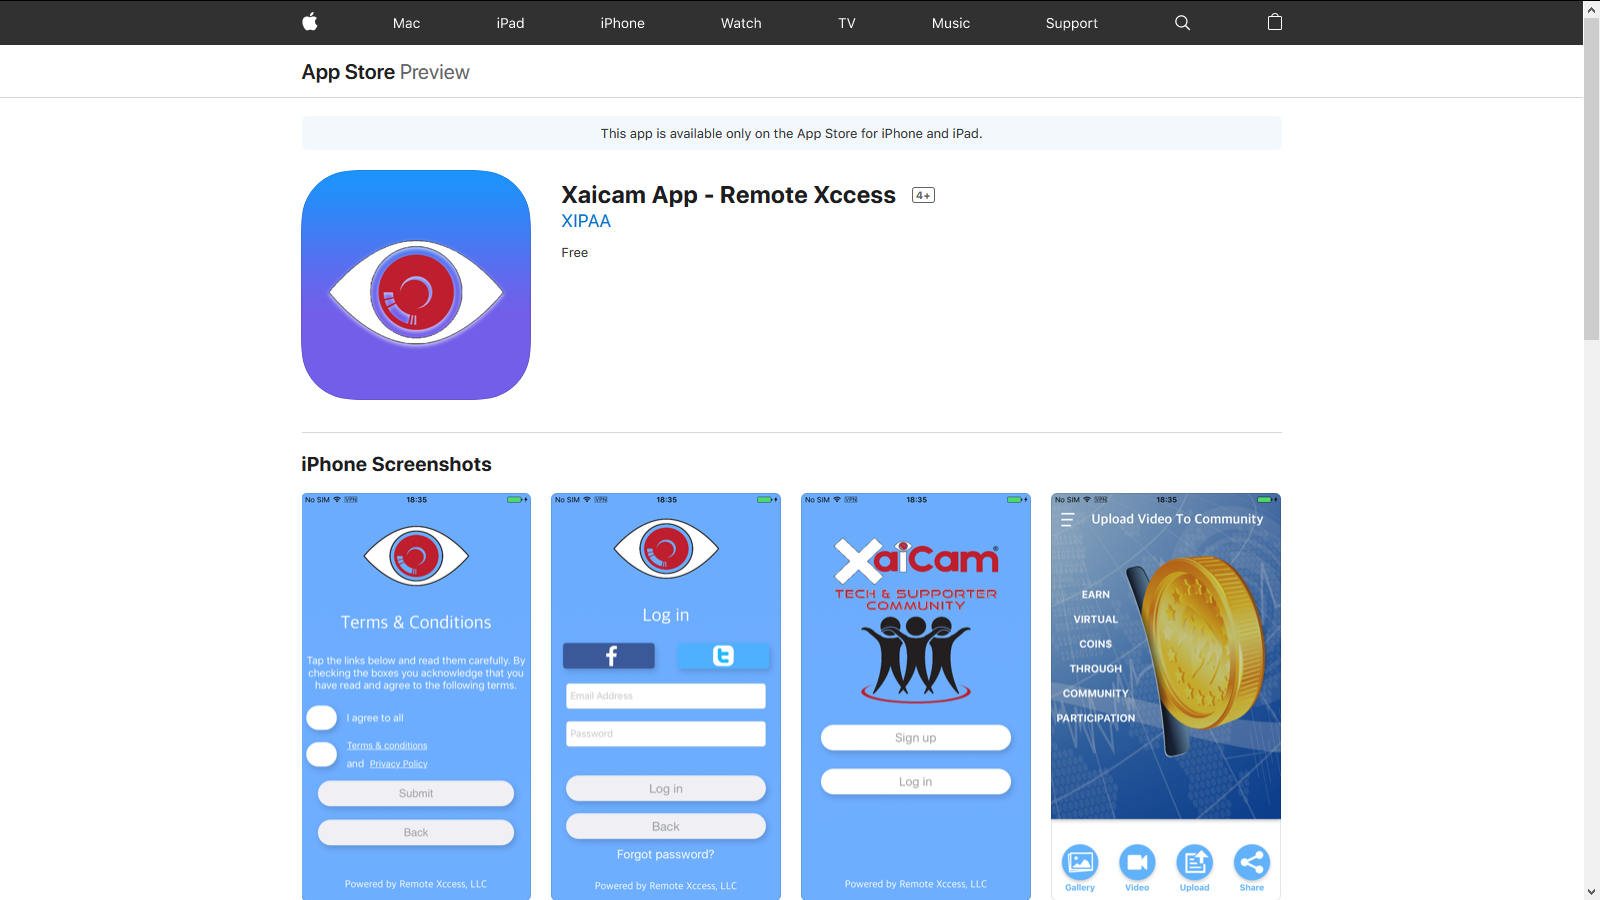 Mac
iPad
iPhone
Watch
TV
Music
Support
App Store Preview
This app is available only on the App Store for iPhone and iPad.
Xaicam App - Remote Xccess 4+
XIPAA
Free
iPhone Screenshots
No SIM VPN 18:35
Terms & Conditions
Tap the links below and read them carefully. By
checking the boxes you acknowledge that you
have read and agree to the following terms.
I agree to all
Terms & conditions
and Privacy Policy
Submit
Back
Powered by Remote Xccess, LLC
No SIM VPN 18:35
Log in
Email Address
Password
Log in
Back
Forgot password?
Powered by Remote Xccess, LLC
No SIM VPN 18:35
XaiCam®
TECH & SUPPORTER
COMMUNITY
Sign up
Log in
Powered by Remote Xccess, LLC
No SIM VPN 18:35
Upload Video To Community
EARN
VIRTUAL
COIN$
THROUGH
COMMUNITY
PARTICIPATION
Gallery
Video
Upload
Share